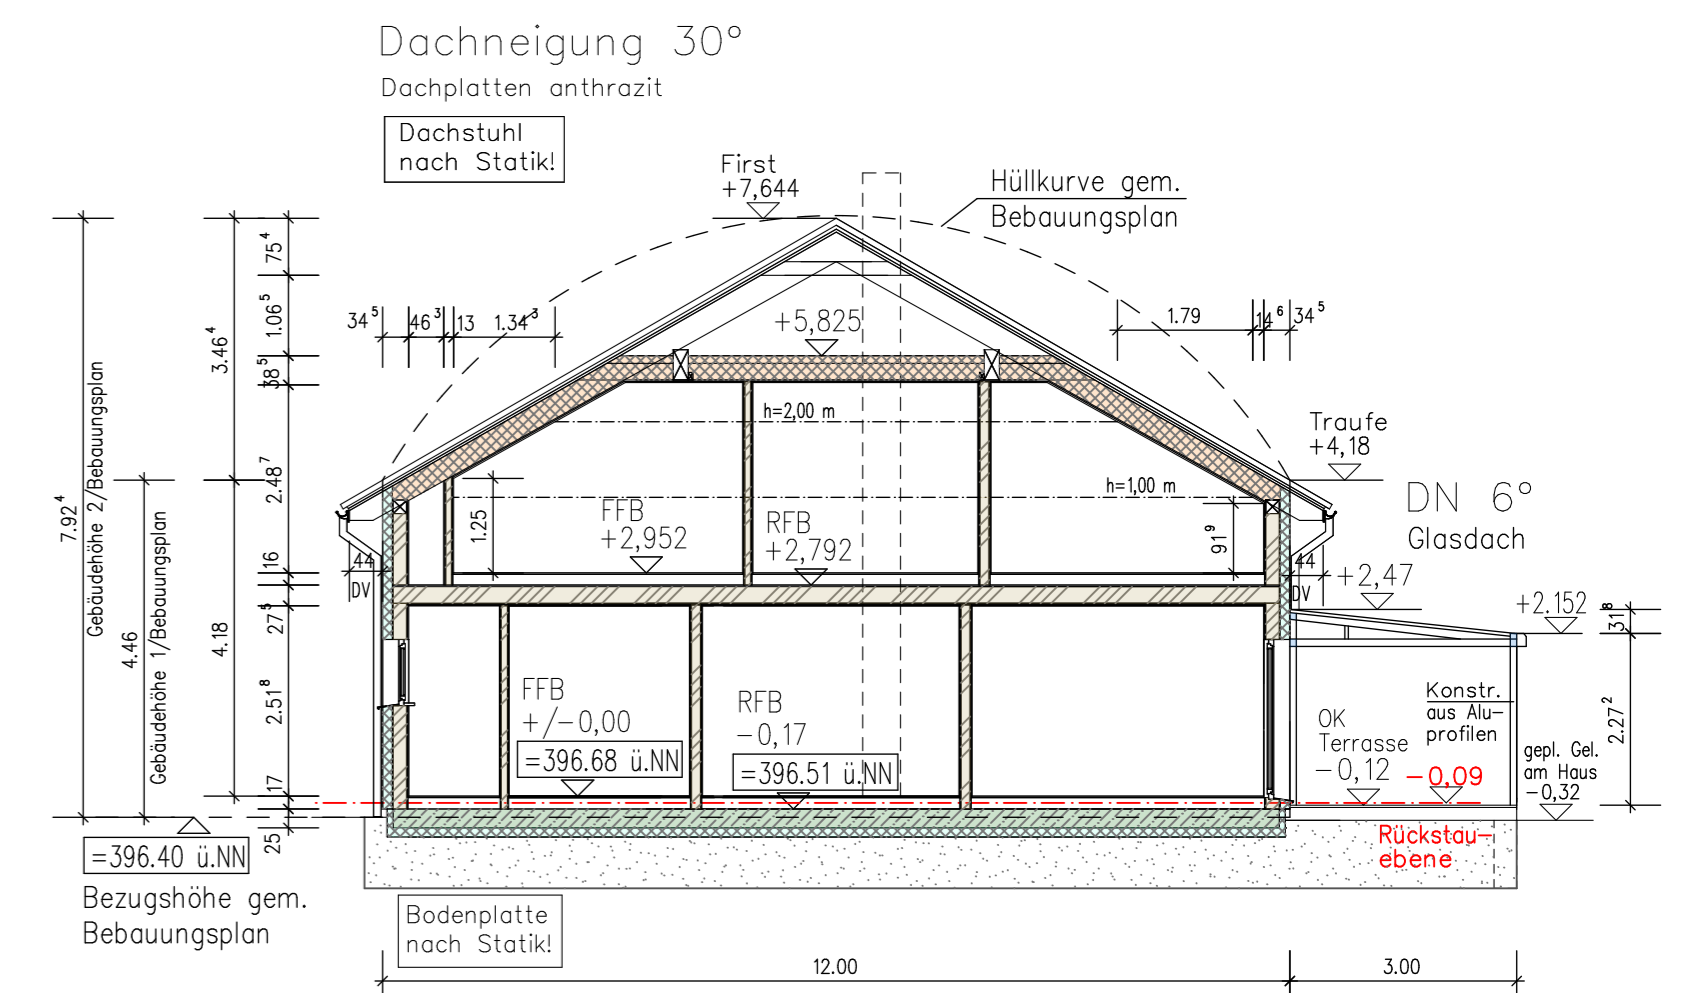 Dachneigung 30°
Dachplatten anthrazit
Dachstuhl
nach Statik!
First
+7,644
Hüllkurve gem.
Bebauungsplan
75⁴
1.06⁵
38⁵
2.48⁷
16
27⁵
2.51⁸
17
25
3.46⁴
4.18
7.92⁴
Gebäudehöhe 2/Bebauungsplan
4.46
Gebäudehöhe 1/Bebauungsplan
34⁵
46³
13
1.34³
+5,825
1.79
14⁶
34⁵
h=2,00 m
h=1,00 m
Traufe
+4,18
DN 6°
Glasdach
1.25
FFB
+2,952
RFB
+2,792
91⁹
44
DV
44
DV
+2,47
+2.152
31⁸
2.27²
FFB
+/-0,00
=396.68 ü.NN
RFB
-0,17
=396.51 ü.NN
Konstr.
aus Alu-
profilen
OK
Terrasse
-0,12
-0,09
gepl. Gel.
am Haus
-0,32
Rückstau-
ebene
=396.40 ü.NN
Bezugshöhe gem.
Bebauungsplan
Bodenplatte
nach Statik!
12.00
3.00